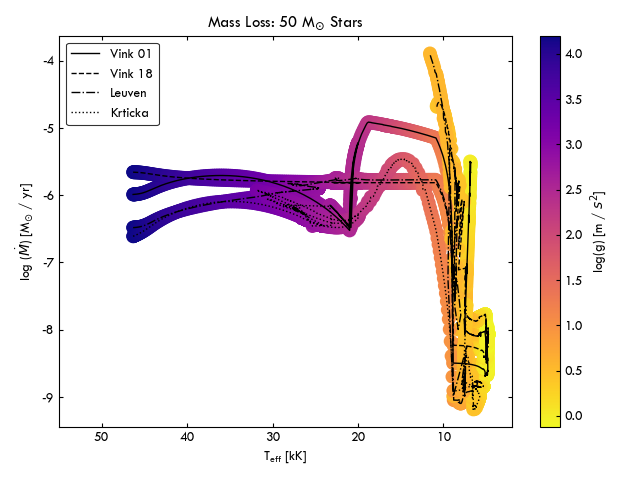 Mass Loss: 50 M⊙ Stars
Vink 01
Vink 18
Leuven
Krticka
-4
-5
-6
-7
-8
-9
log (Ṁ) [M⊙ / yr]
50
40
30
20
10
T_eff [kK]
4.0
3.5
3.0
2.5
2.0
1.5
1.0
0.5
0.0
log(g) [m / s²]